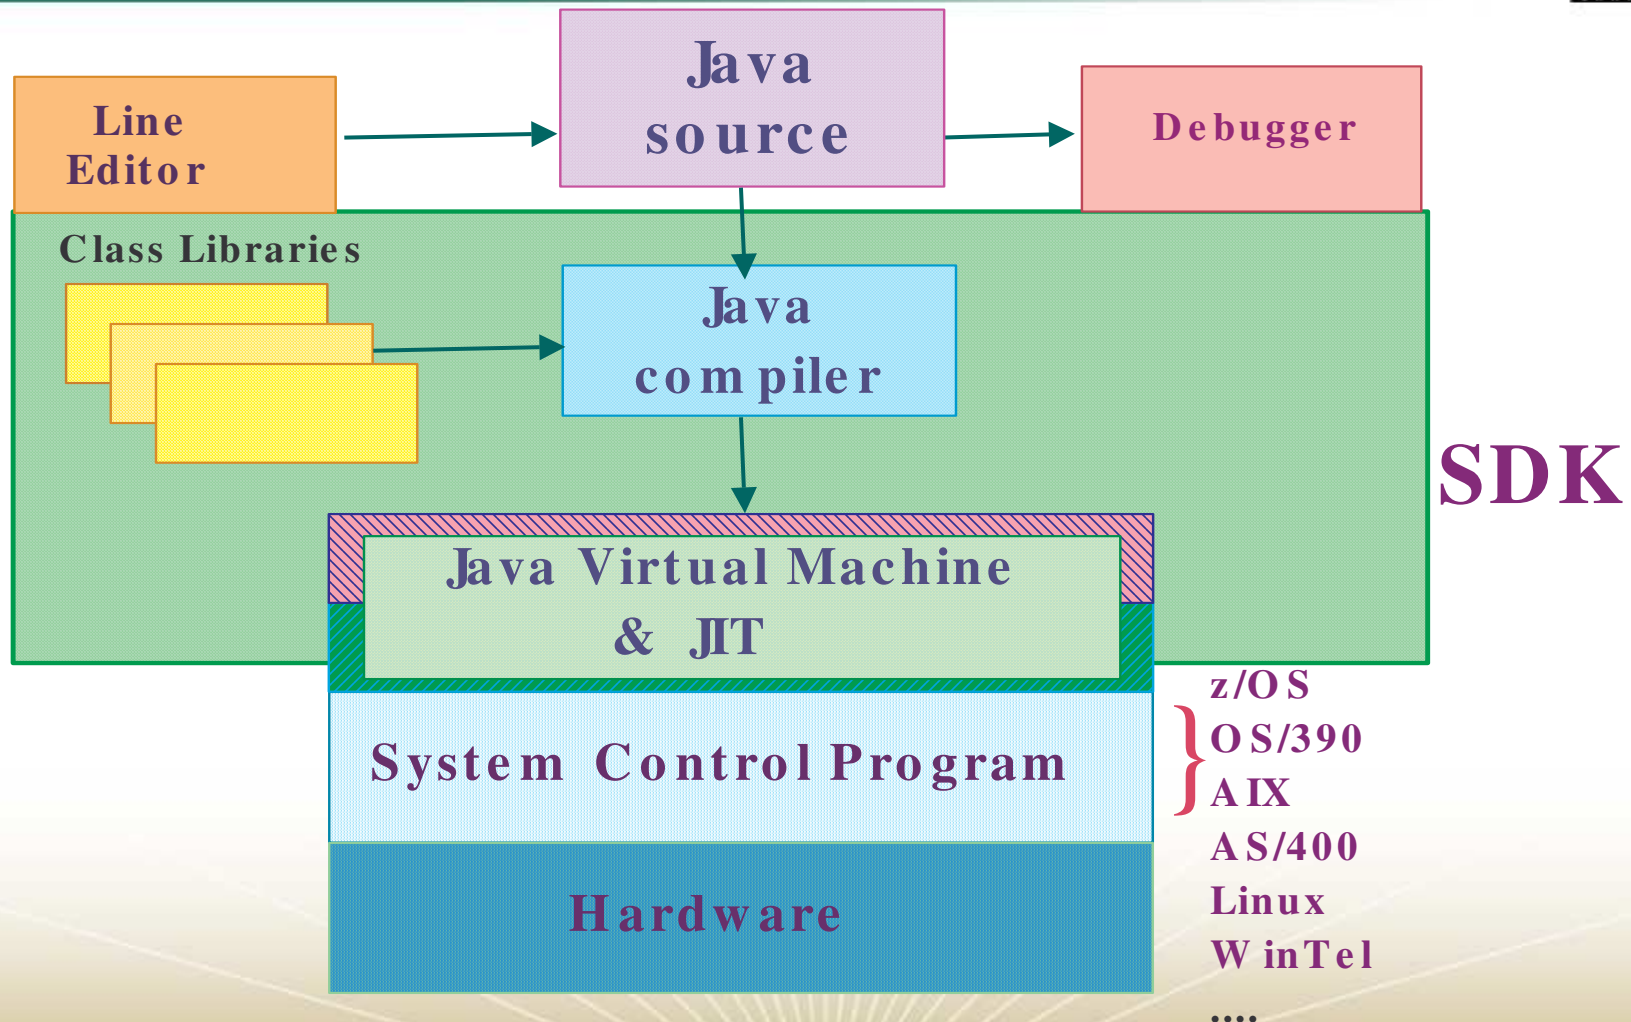 Java
source
Line
Editor
Debugger
Class Libraries
Java
compiler
SDK
Java Virtual Machine
& JIT
System Control Program
Hardware
z/OS
OS/390
AIX
AS/400
Linux
WinTel
....